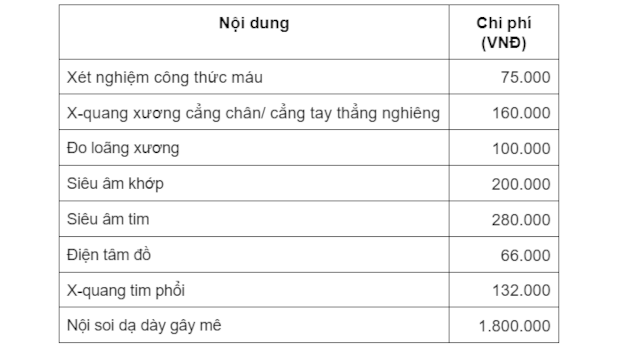 Nội dung
Chi phí
(VNĐ)
Xét nghiệm công thức máu
75.000
X-quang xương cẳng chân/ cẳng tay thẳng nghiêng
160.000
Đo loãng xương
100.000
Siêu âm khớp
200.000
Siêu âm tim
280.000
Điện tâm đồ
66.000
X-quang tim phổi
132.000
Nội soi dạ dày gây mê
1.800.000